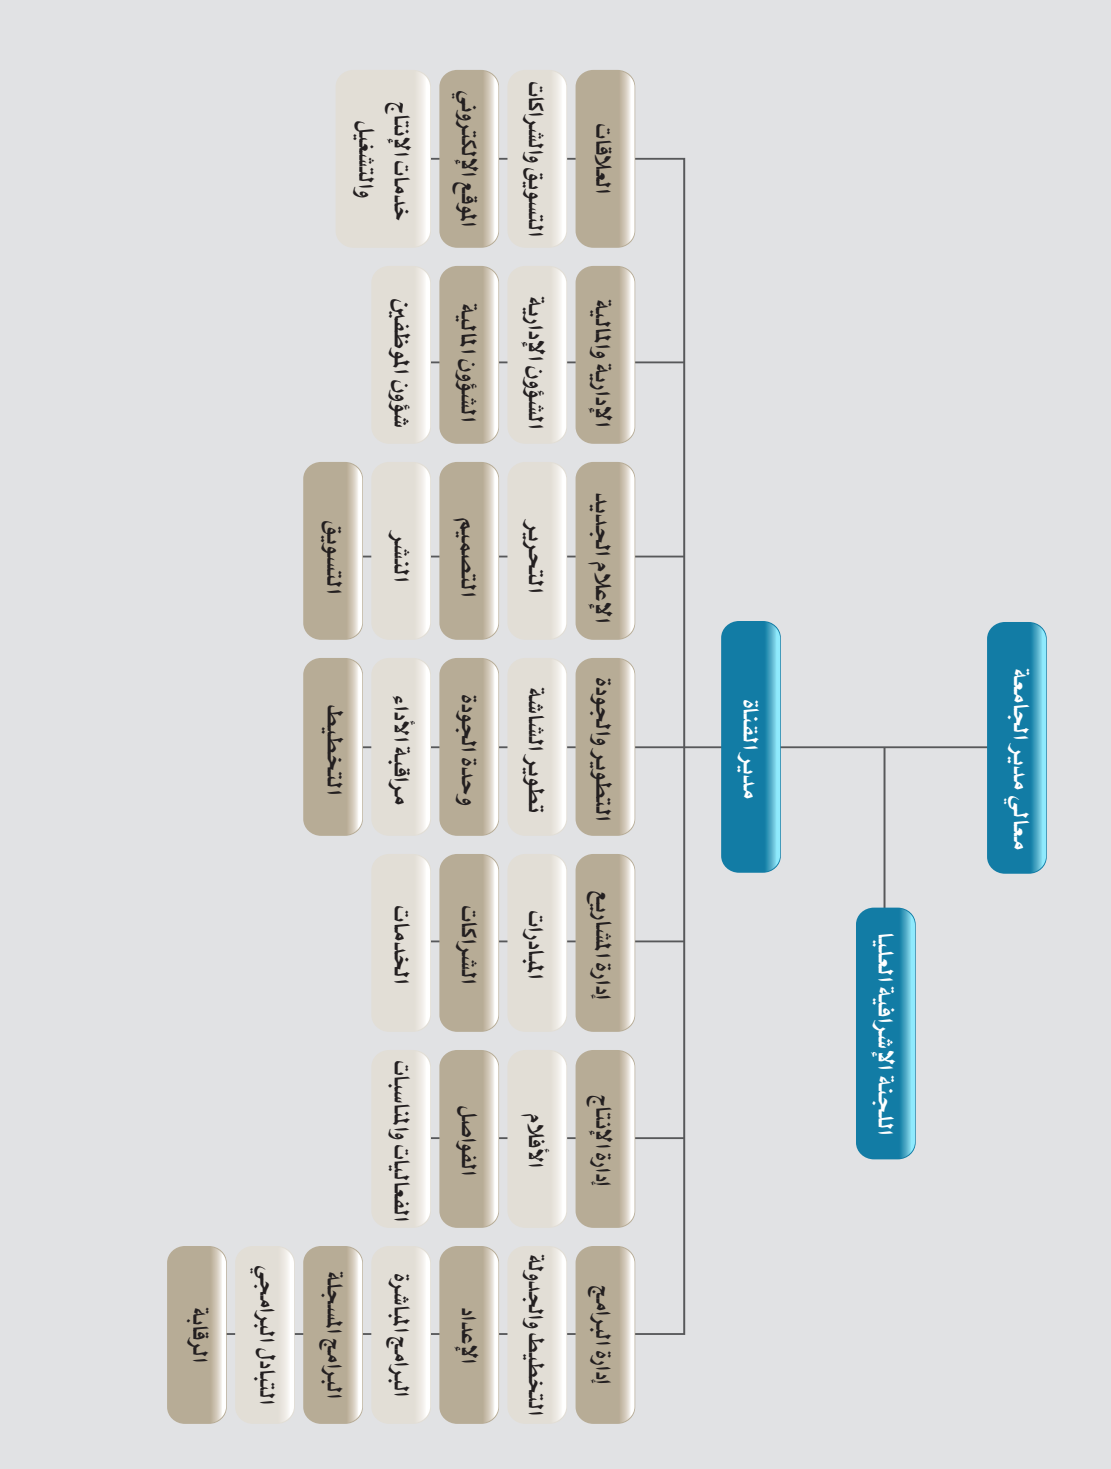 معالي مدير الجامعة
اللجنة الإشرافية العليا
مدير القناة
إدارة البرامج
التخطيط والجدولة
الإعداد
البرامج المباشرة
البرامج المسجلة
التبادل البرامجي
الرقابة
إدارة الإنتاج
الأفلام
الفواصل
الفعاليات والمناسبات
إدارة المشاريع
المبادرات
الشراكات
الخدمات
التطوير والجودة
تطوير الشاشة
وحدة الجودة
مراقبة الأداء
التخطيط
الإعلام الجديد
التحرير
التصميم
النشر
التسويق
الإدارية والمالية
الشؤون الإدارية
الشؤون المالية
شؤون الموظفين
العلاقات
التسويق والشراكات
الموقع الإلكتروني
خدمات الإنتاج
والتشغيل